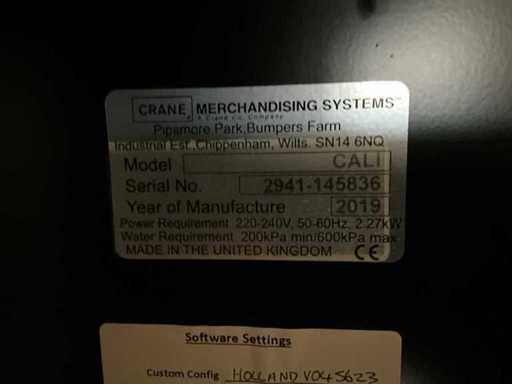 CRANE MERCHANDISING SYSTEMS™
A Crane Co. Company
Pipsmore Park,Bumpers Farm
Industrial Est.,Chippenham, Wilts. SN14 6NQ
Model CALI
Serial No. 2941-145836
Year of Manufacture 2019
Power Requirement 220-240V, 50-60Hz, 2.27kW
Water Requirement 200kPa min/600kPa max
MADE IN THE UNITED KINGDOM CE
Software Settings
Custom Config HOLLAND V045623